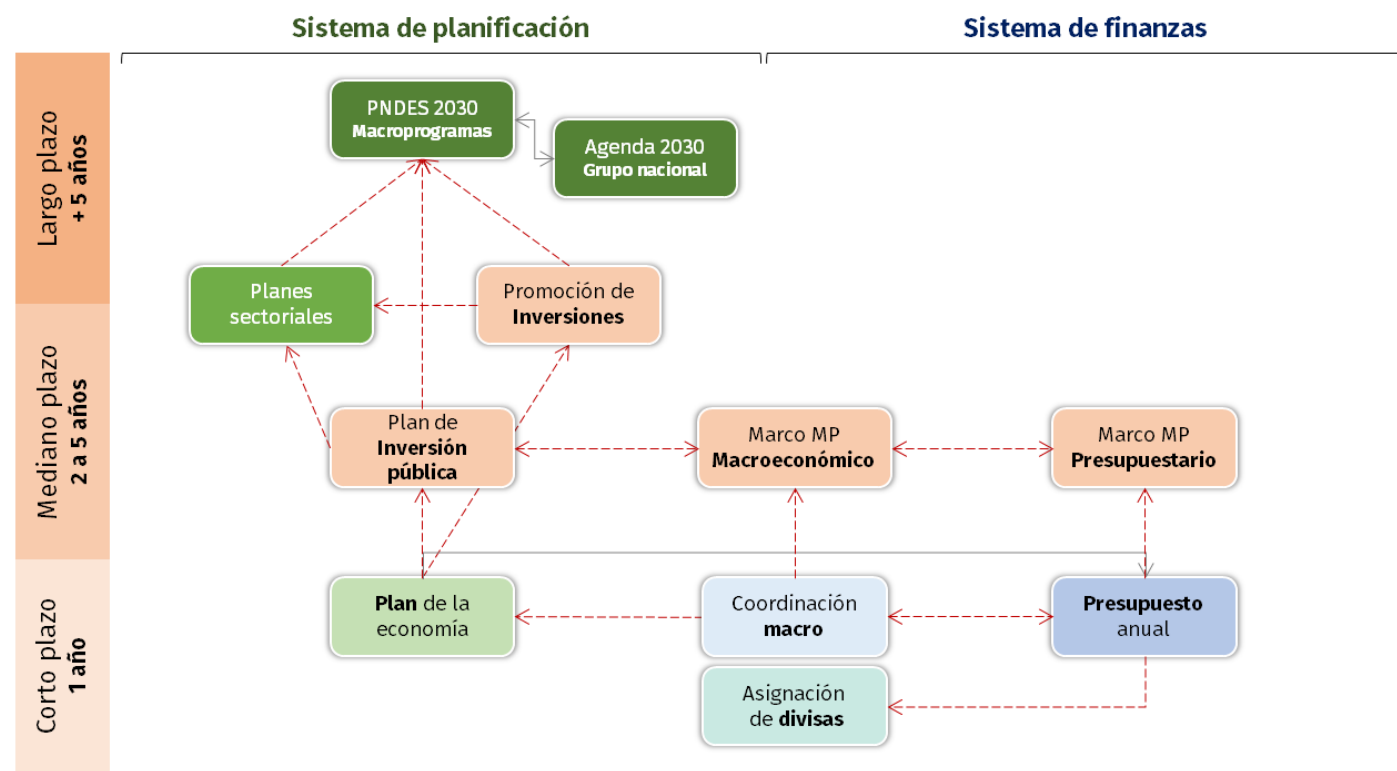 Sistema de planificación
Sistema de finanzas
Largo plazo
+ 5 años
PNDES 2030
Macroprogramas
Agenda 2030
Grupo nacional
Planes
sectoriales
Promoción de
Inversiones
Mediano plazo
2 a 5 años
Plan de
Inversión
pública
Marco MP
Macroeconómico
Marco MP
Presupuestario
Corto plazo
1 año
Plan de la
economía
Coordinación
macro
Presupuesto
anual
Asignación
de divisas